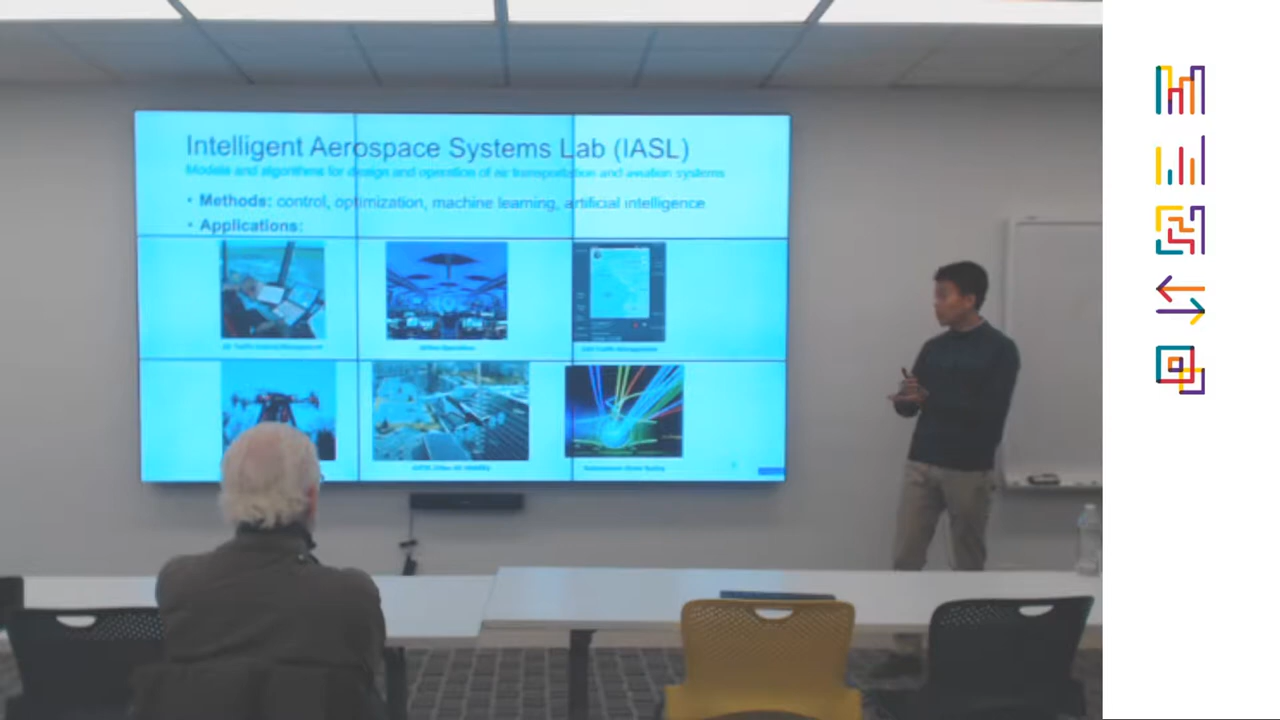 Intelligent Aerospace Systems Lab (IASL)
Models and algorithms for design and operation of air transportation and aviation systems
• Methods: control, optimization, machine learning, artificial intelligence
• Applications: